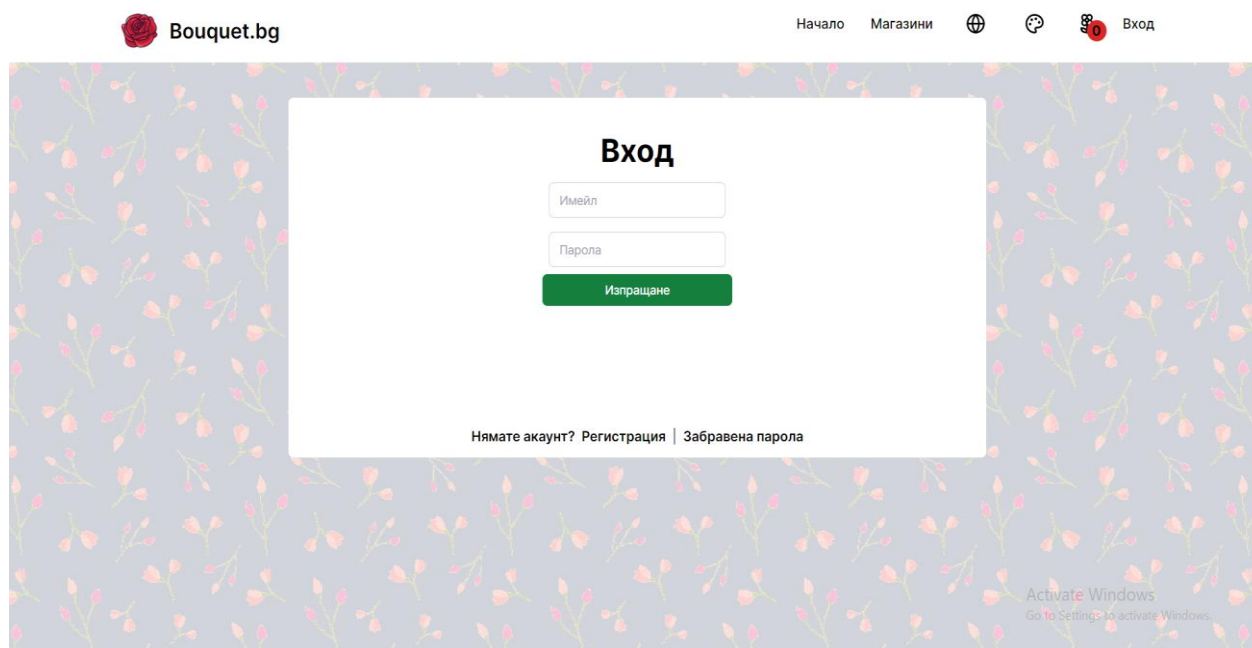 Bouquet.bg
Начало Магазини 0 Вход
Вход
Имейл
Парола
Изпращане
Нямате акаунт? Регистрация | Забравена парола
Activate Windows
Go to Settings to activate Windows.